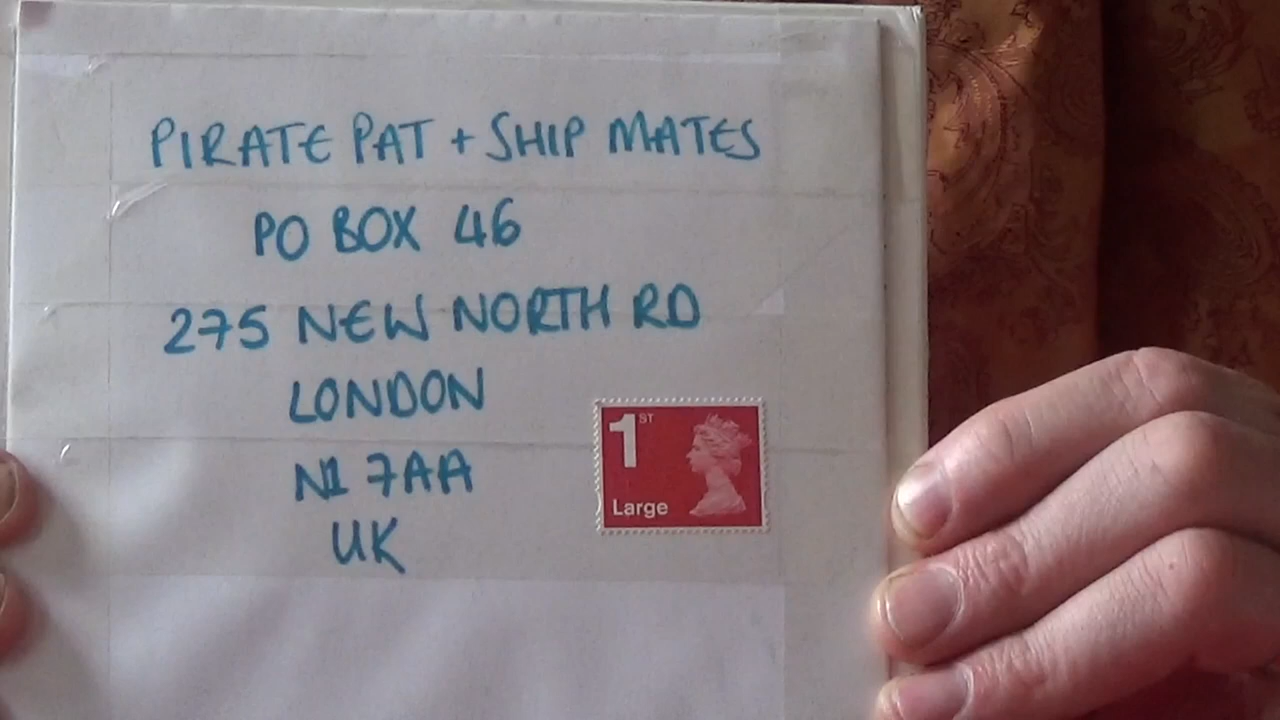 PIRATE PAT + SHIP MATES
PO BOX 46
275 NEW NORTH RD
LONDON
N1 7AA
UK
1ST
Large